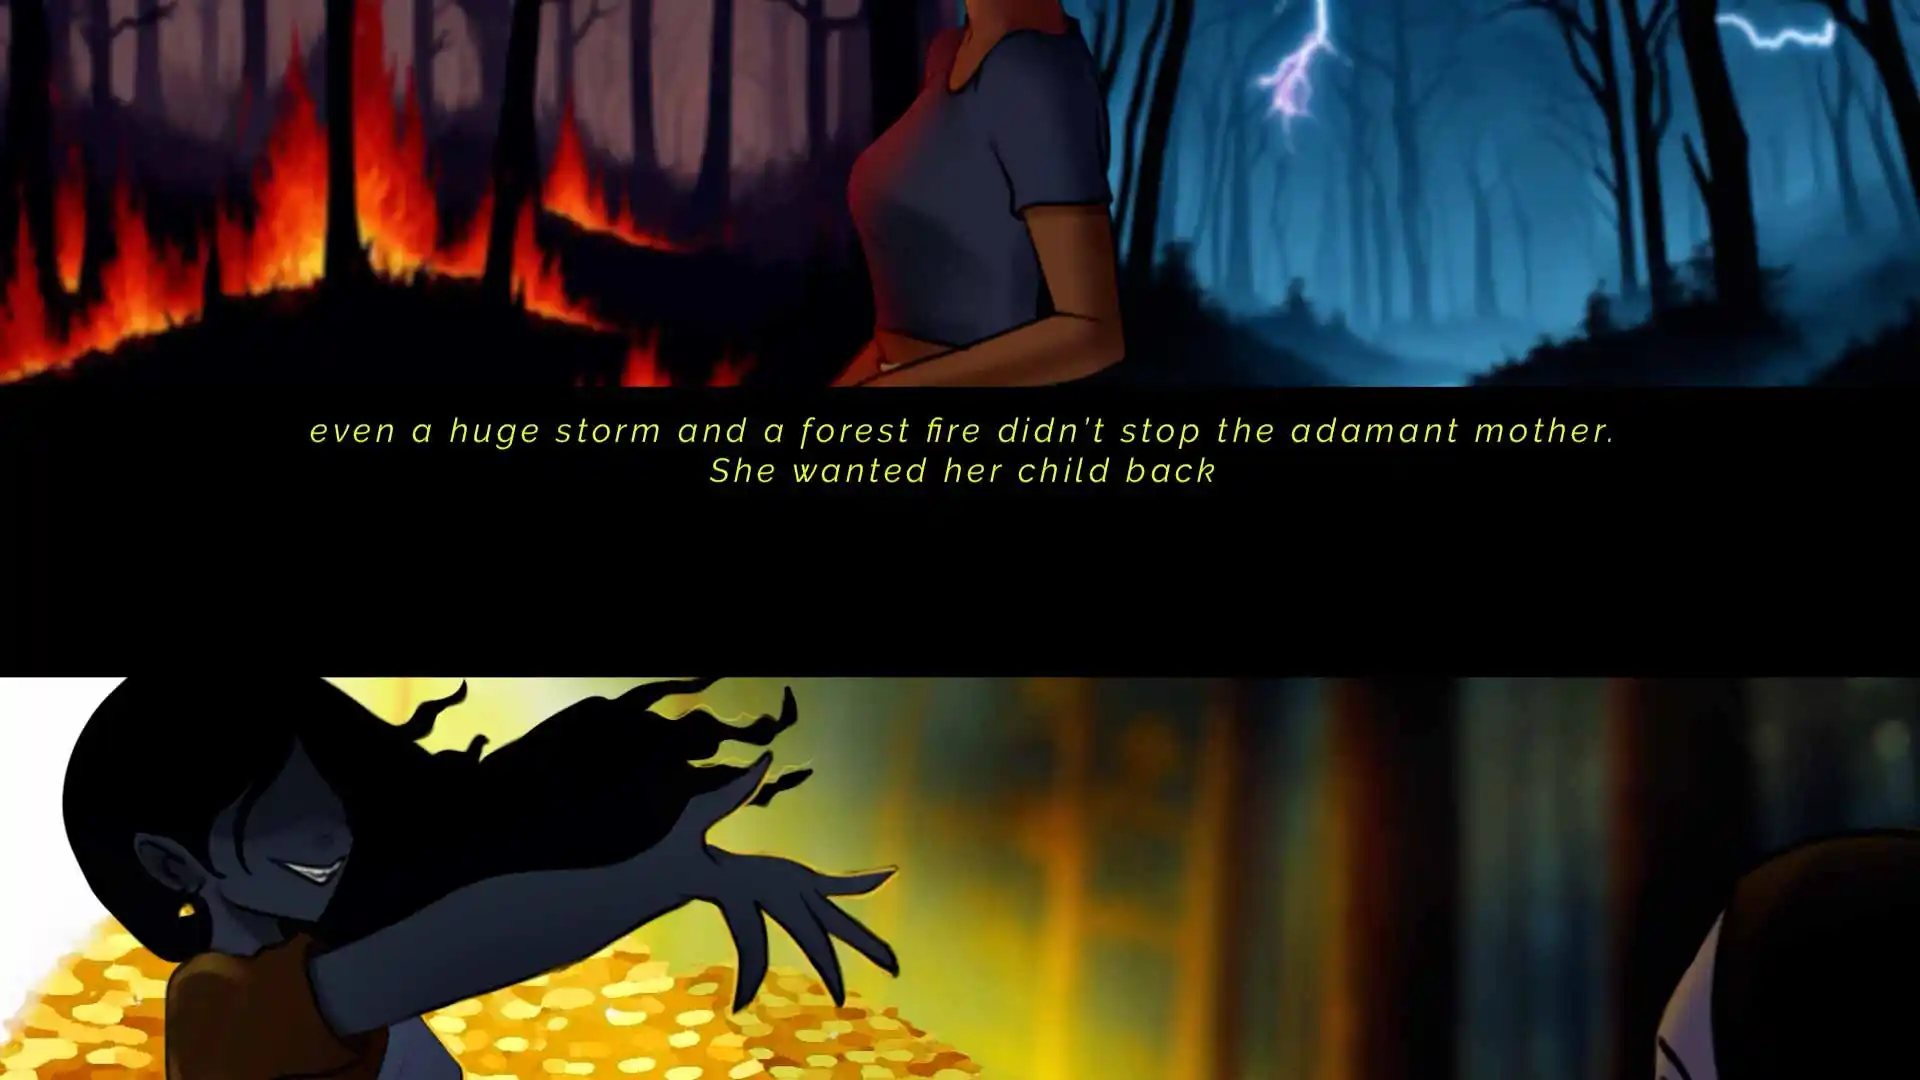 even a huge storm and a forest fire didn't stop the adamant mother.
She wanted her child back